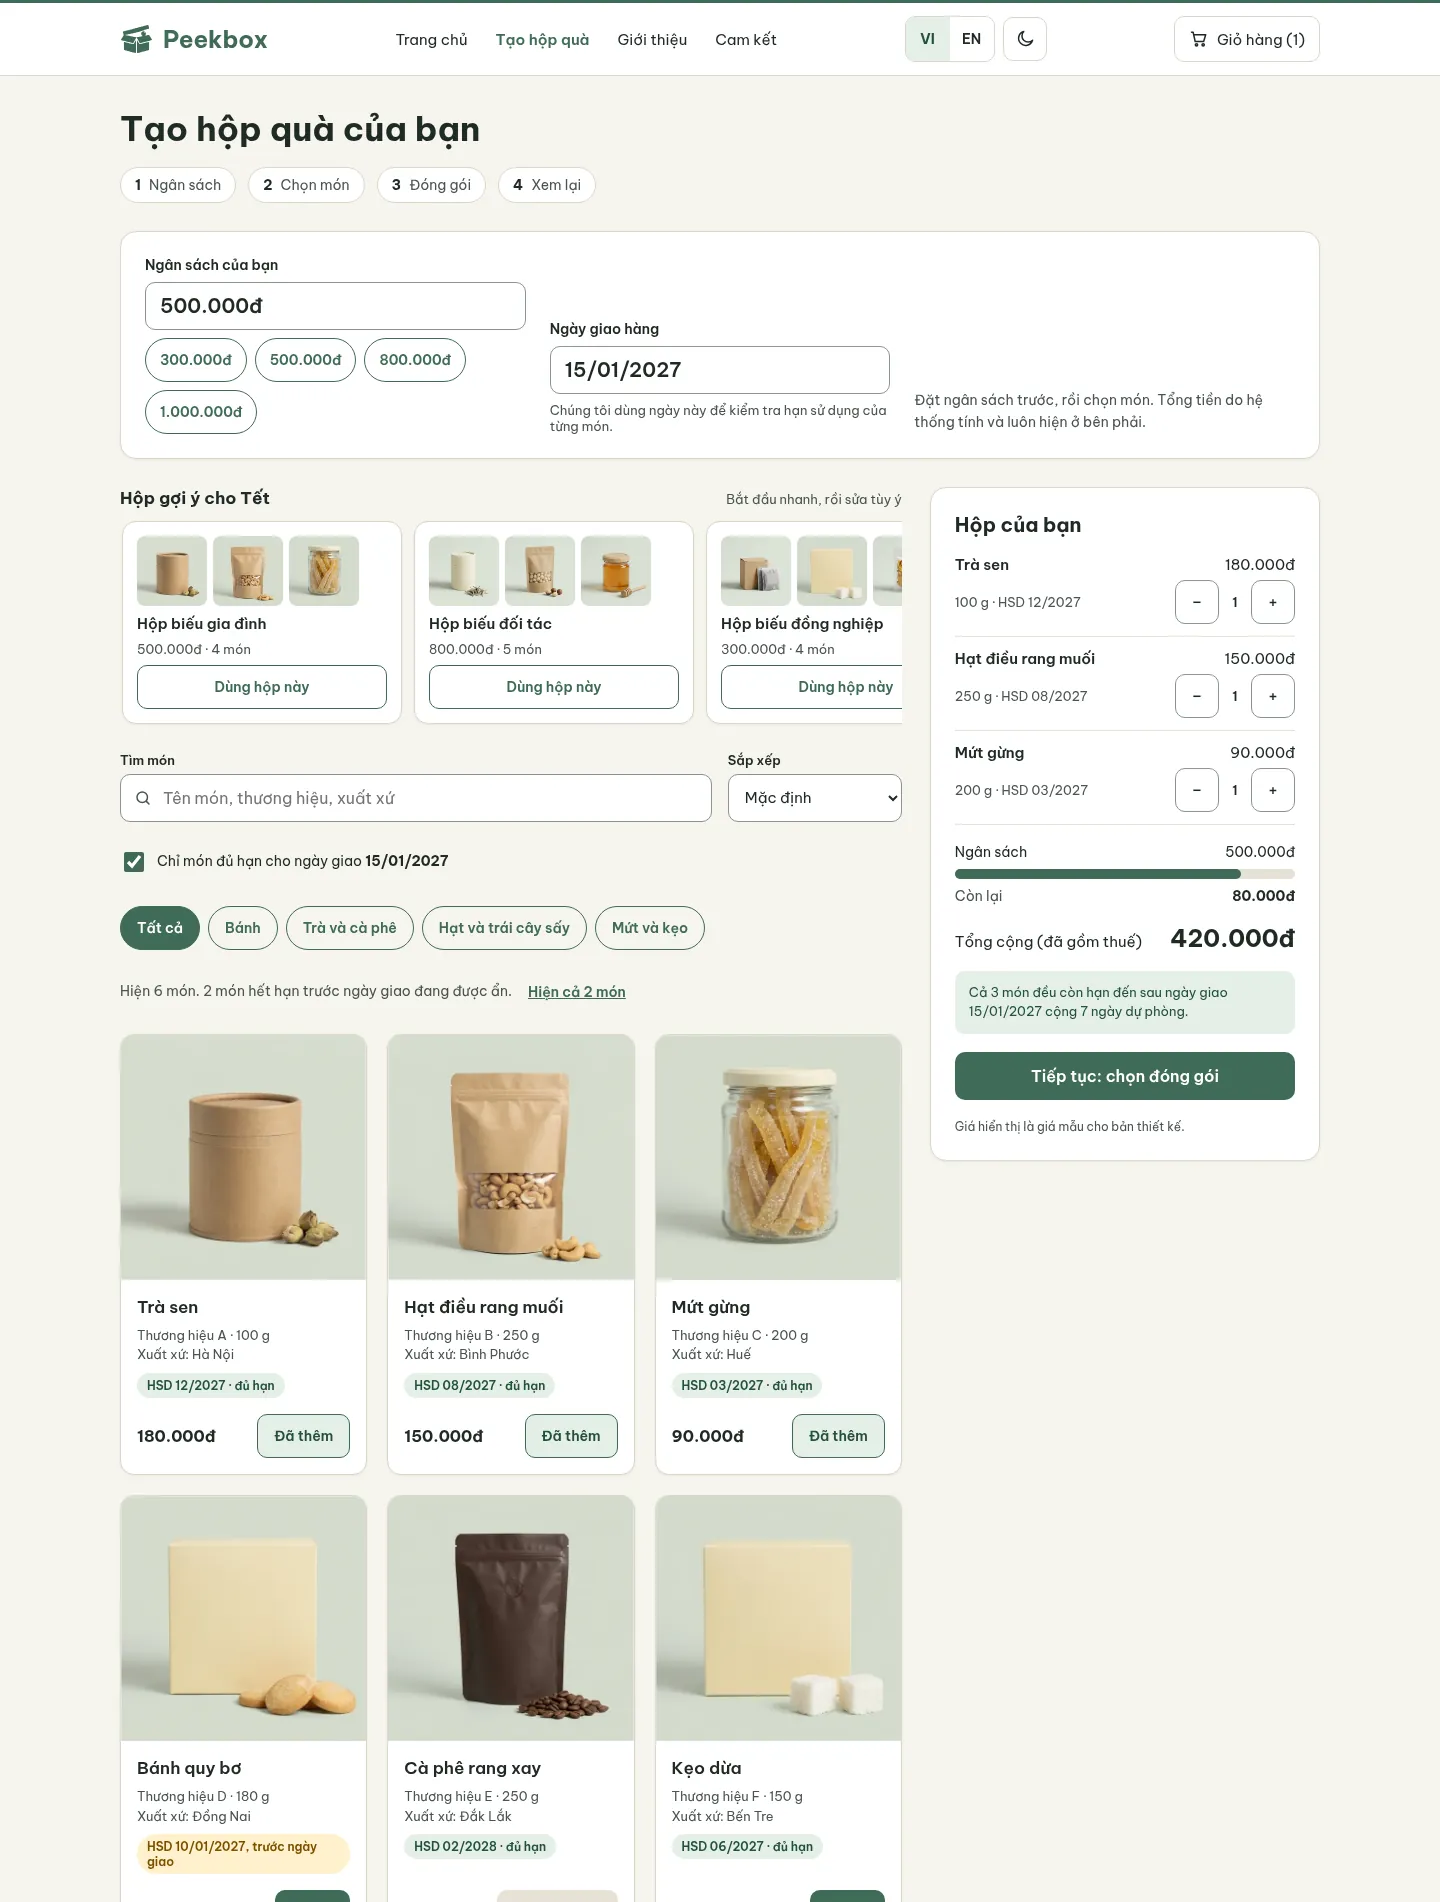 Peekbox
Trang chủ
Tạo hộp quà
Giới thiệu
Cam kết
VI
EN
Giỏ hàng (1)
Tạo hộp quà của bạn
1 Ngân sách
2 Chọn món
3 Đóng gói
4 Xem lại
Ngân sách của bạn
500.000đ
300.000đ
500.000đ
800.000đ
1.000.000đ
Ngày giao hàng
15/01/2027
Chúng tôi dùng ngày này để kiểm tra hạn sử dụng của
từng món.
Đặt ngân sách trước, rồi chọn món. Tổng tiền do hệ
thống tính và luôn hiện ở bên phải.
Hộp gợi ý cho Tết
Bắt đầu nhanh, rồi sửa tùy ý
Hộp biếu gia đình
500.000đ · 4 món
Dùng hộp này
Hộp biếu đối tác
800.000đ · 5 món
Dùng hộp này
Hộp biếu đồng nghiệp
300.000đ · 4 món
Dùng hộp này
Tìm món
Tên món, thương hiệu, xuất xứ
Sắp xếp
Mặc định
Chỉ món đủ hạn cho ngày giao 15/01/2027
Tất cả
Bánh
Trà và cà phê
Hạt và trái cây sấy
Mứt và kẹo
Hiện 6 món. 2 món hết hạn trước ngày giao đang được ẩn.
Hiện cả 2 món
Trà sen
Thương hiệu A · 100 g
Xuất xứ: Hà Nội
HSD 12/2027 · đủ hạn
180.000đ
Đã thêm
Hạt điều rang muối
Thương hiệu B · 250 g
Xuất xứ: Bình Phước
HSD 08/2027 · đủ hạn
150.000đ
Đã thêm
Mứt gừng
Thương hiệu C · 200 g
Xuất xứ: Huế
HSD 03/2027 · đủ hạn
90.000đ
Đã thêm
Bánh quy bơ
Thương hiệu D · 180 g
Xuất xứ: Đồng Nai
HSD 10/01/2027, trước ngày
giao
Cà phê rang xay
Thương hiệu E · 250 g
Xuất xứ: Đắk Lắk
HSD 02/2028 · đủ hạn
Kẹo dừa
Thương hiệu F · 150 g
Xuất xứ: Bến Tre
HSD 06/2027 · đủ hạn
Hộp của bạn
Trà sen
180.000đ
100 g · HSD 12/2027
− 1 +
Hạt điều rang muối
150.000đ
250 g · HSD 08/2027
− 1 +
Mứt gừng
90.000đ
200 g · HSD 03/2027
− 1 +
Ngân sách
500.000đ
Còn lại
80.000đ
Tổng cộng (đã gồm thuế)
420.000đ
Cả 3 món đều còn hạn đến sau ngày giao
15/01/2027 cộng 7 ngày dự phòng.
Tiếp tục: chọn đóng gói
Giá hiển thị là giá mẫu cho bản thiết kế.